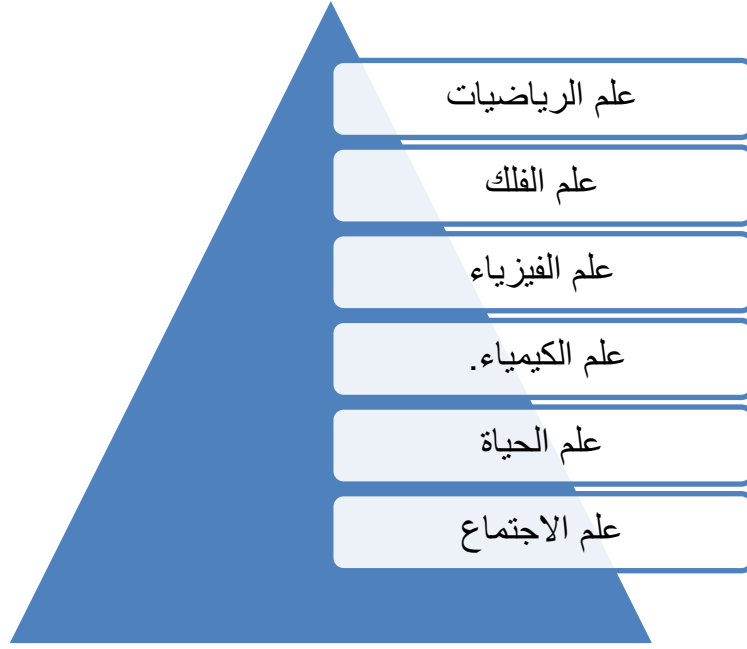 علم الرياضيات
علم الفلك
علم الفيزياء
علم الكيمياء.
علم الحياة
علم الاجتماع